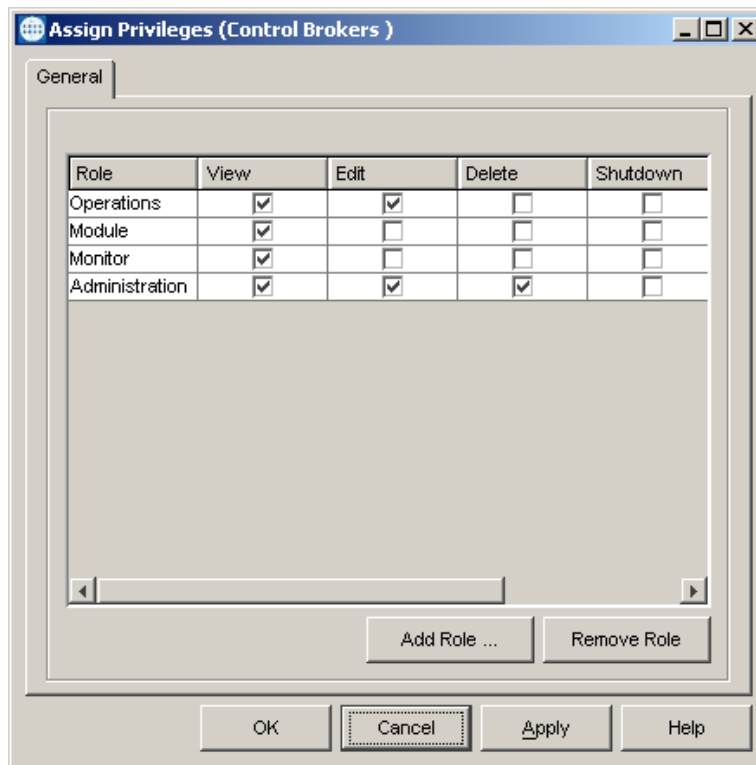 Assign Privileges (Control Brokers )
General
Role View Edit Delete Shutdown
Operations
Module
Monitor
Administration
Add Role ... Remove Role
OK Cancel Apply Help